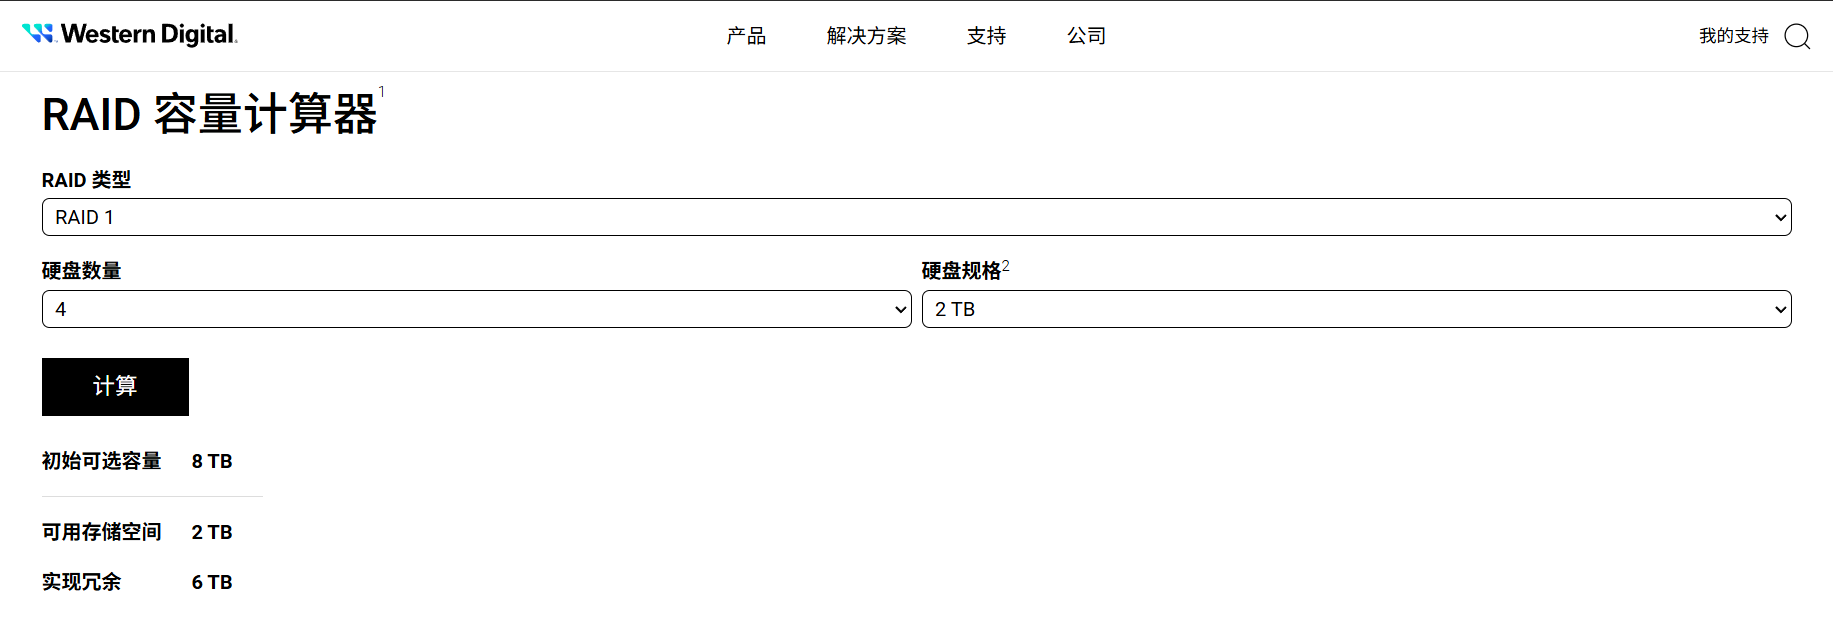 Western Digital.
产品 解决方案 支持 公司 我的支持
RAID 容量计算器1
RAID 类型
RAID 1
硬盘数量 硬盘规格2
4 2 TB
计算
初始可选容量 8 TB
可用存储空间 2 TB
实现冗余 6 TB